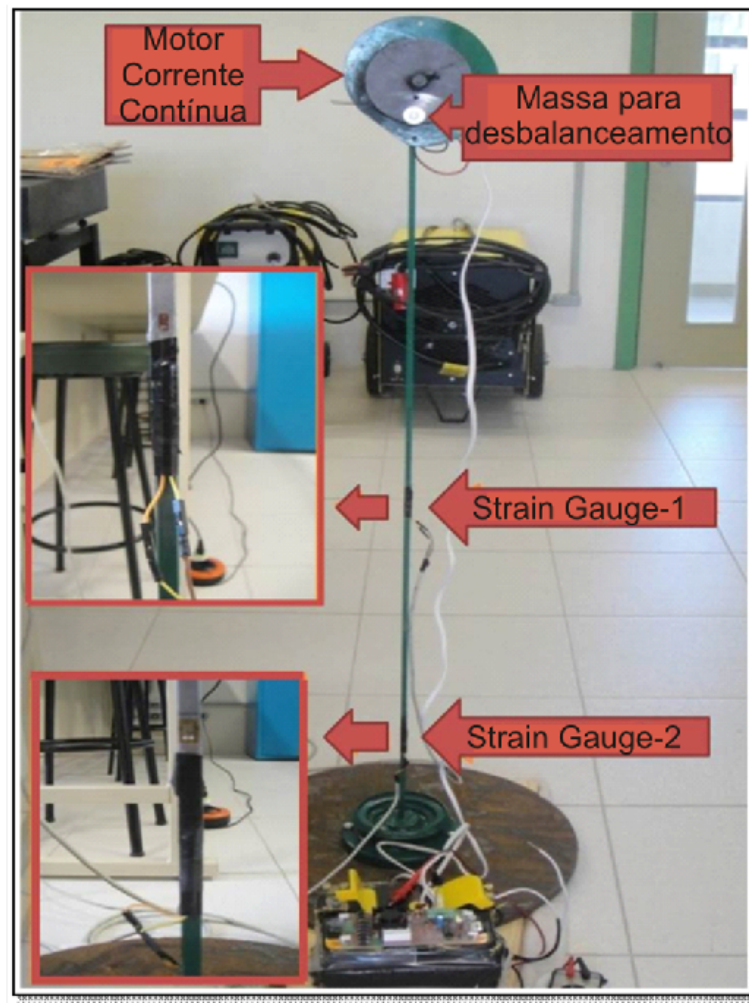 Motor
Corrente
Contínua
Massa para
desbalanceamento
Strain Gauge-1
Strain Gauge-2